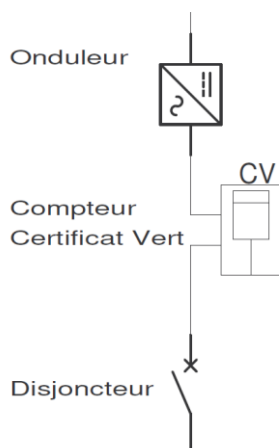 Onduleur
CV
Compteur
Certificat Vert
Disjoncteur